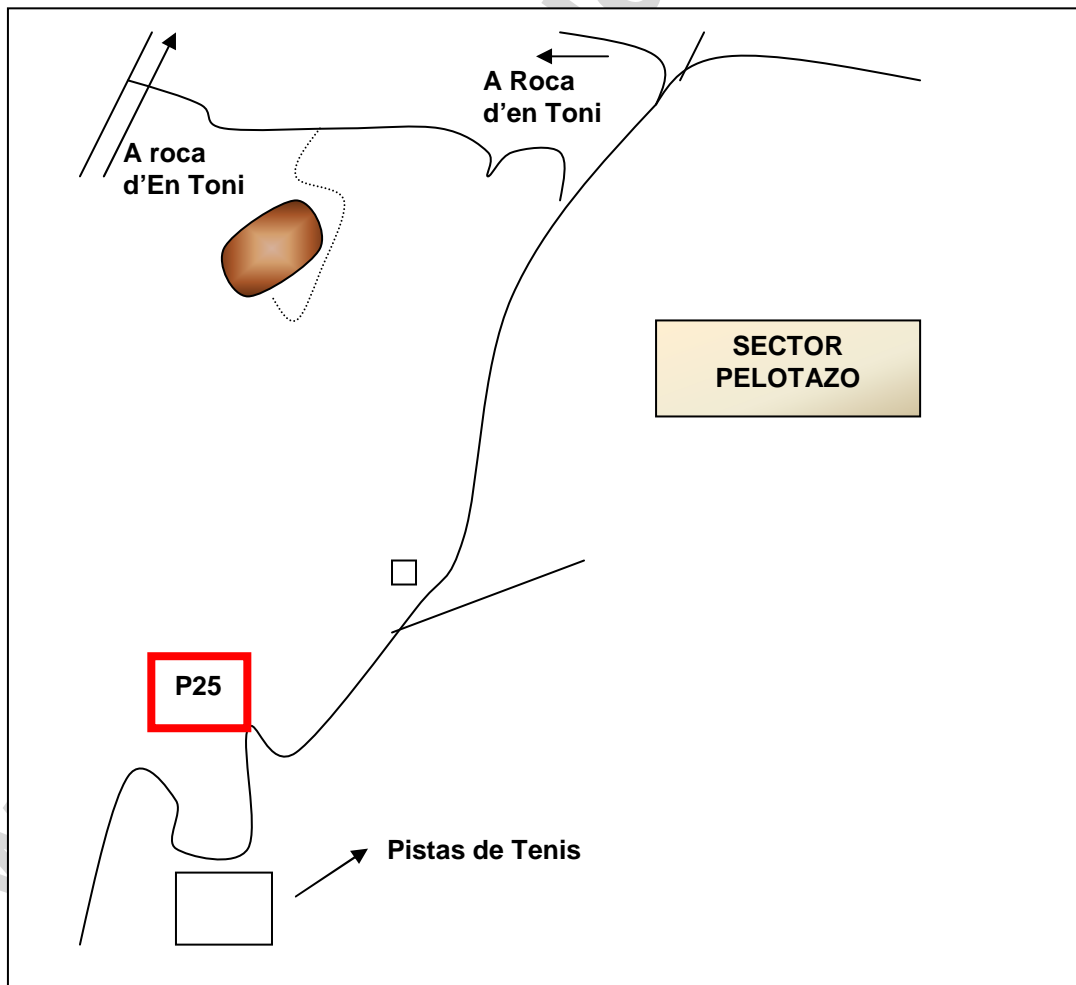 A Roca
d'en Toni
A roca
d'En Toni
SECTOR
PELOTAZO
P25
Pistas de Tenis